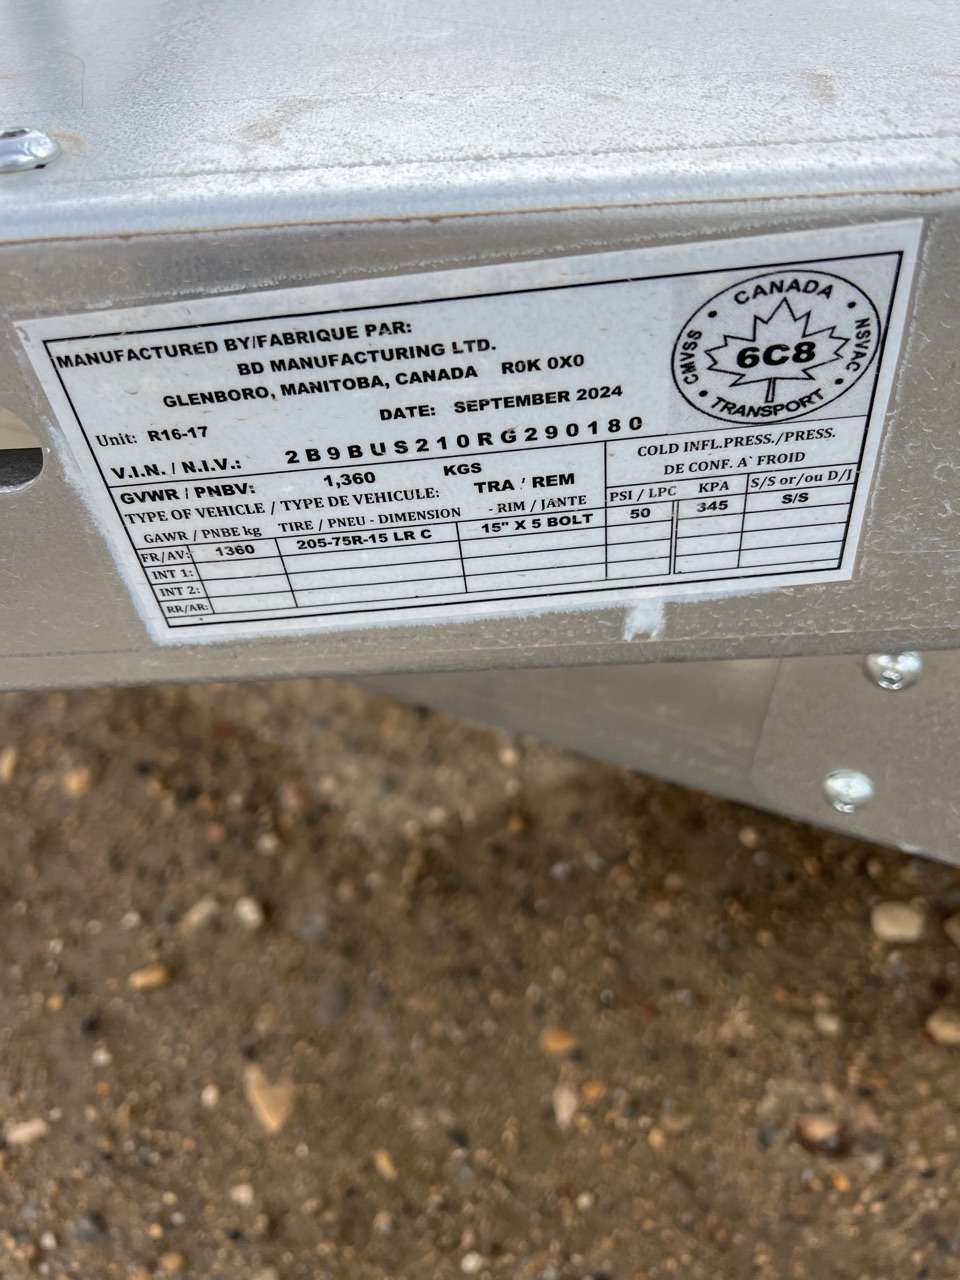 MANUFACTURED BY/FABRIQUE PAR:
BD MANUFACTURING LTD.
GLENBORO, MANITOBA, CANADA R0K 0X0
DATE: SEPTEMBER 2024
Unit: R16-17
V.I.N. / N.I.V.: 2B9BUS210RG290180
GVWR / PNBV: 1,360 KGS
TYPE OF VEHICLE / TYPE DE VEHICULE: TRA / REM
CANADA
CMVSS 6C8 NSVAC
TRANSPORT
COLD INFL.PRESS./PRESS.
DE CONF. A` FROID
GAWR / PNBE kg TIRE / PNEU - DIMENSION - RIM / JANTE PSI / LPC KPA S/S or/ou D/J
FR/AV: 1360 205-75R-15 LR C 15" X 5 BOLT 50 345 S/S
INT 1:
INT 2:
RR/AR: